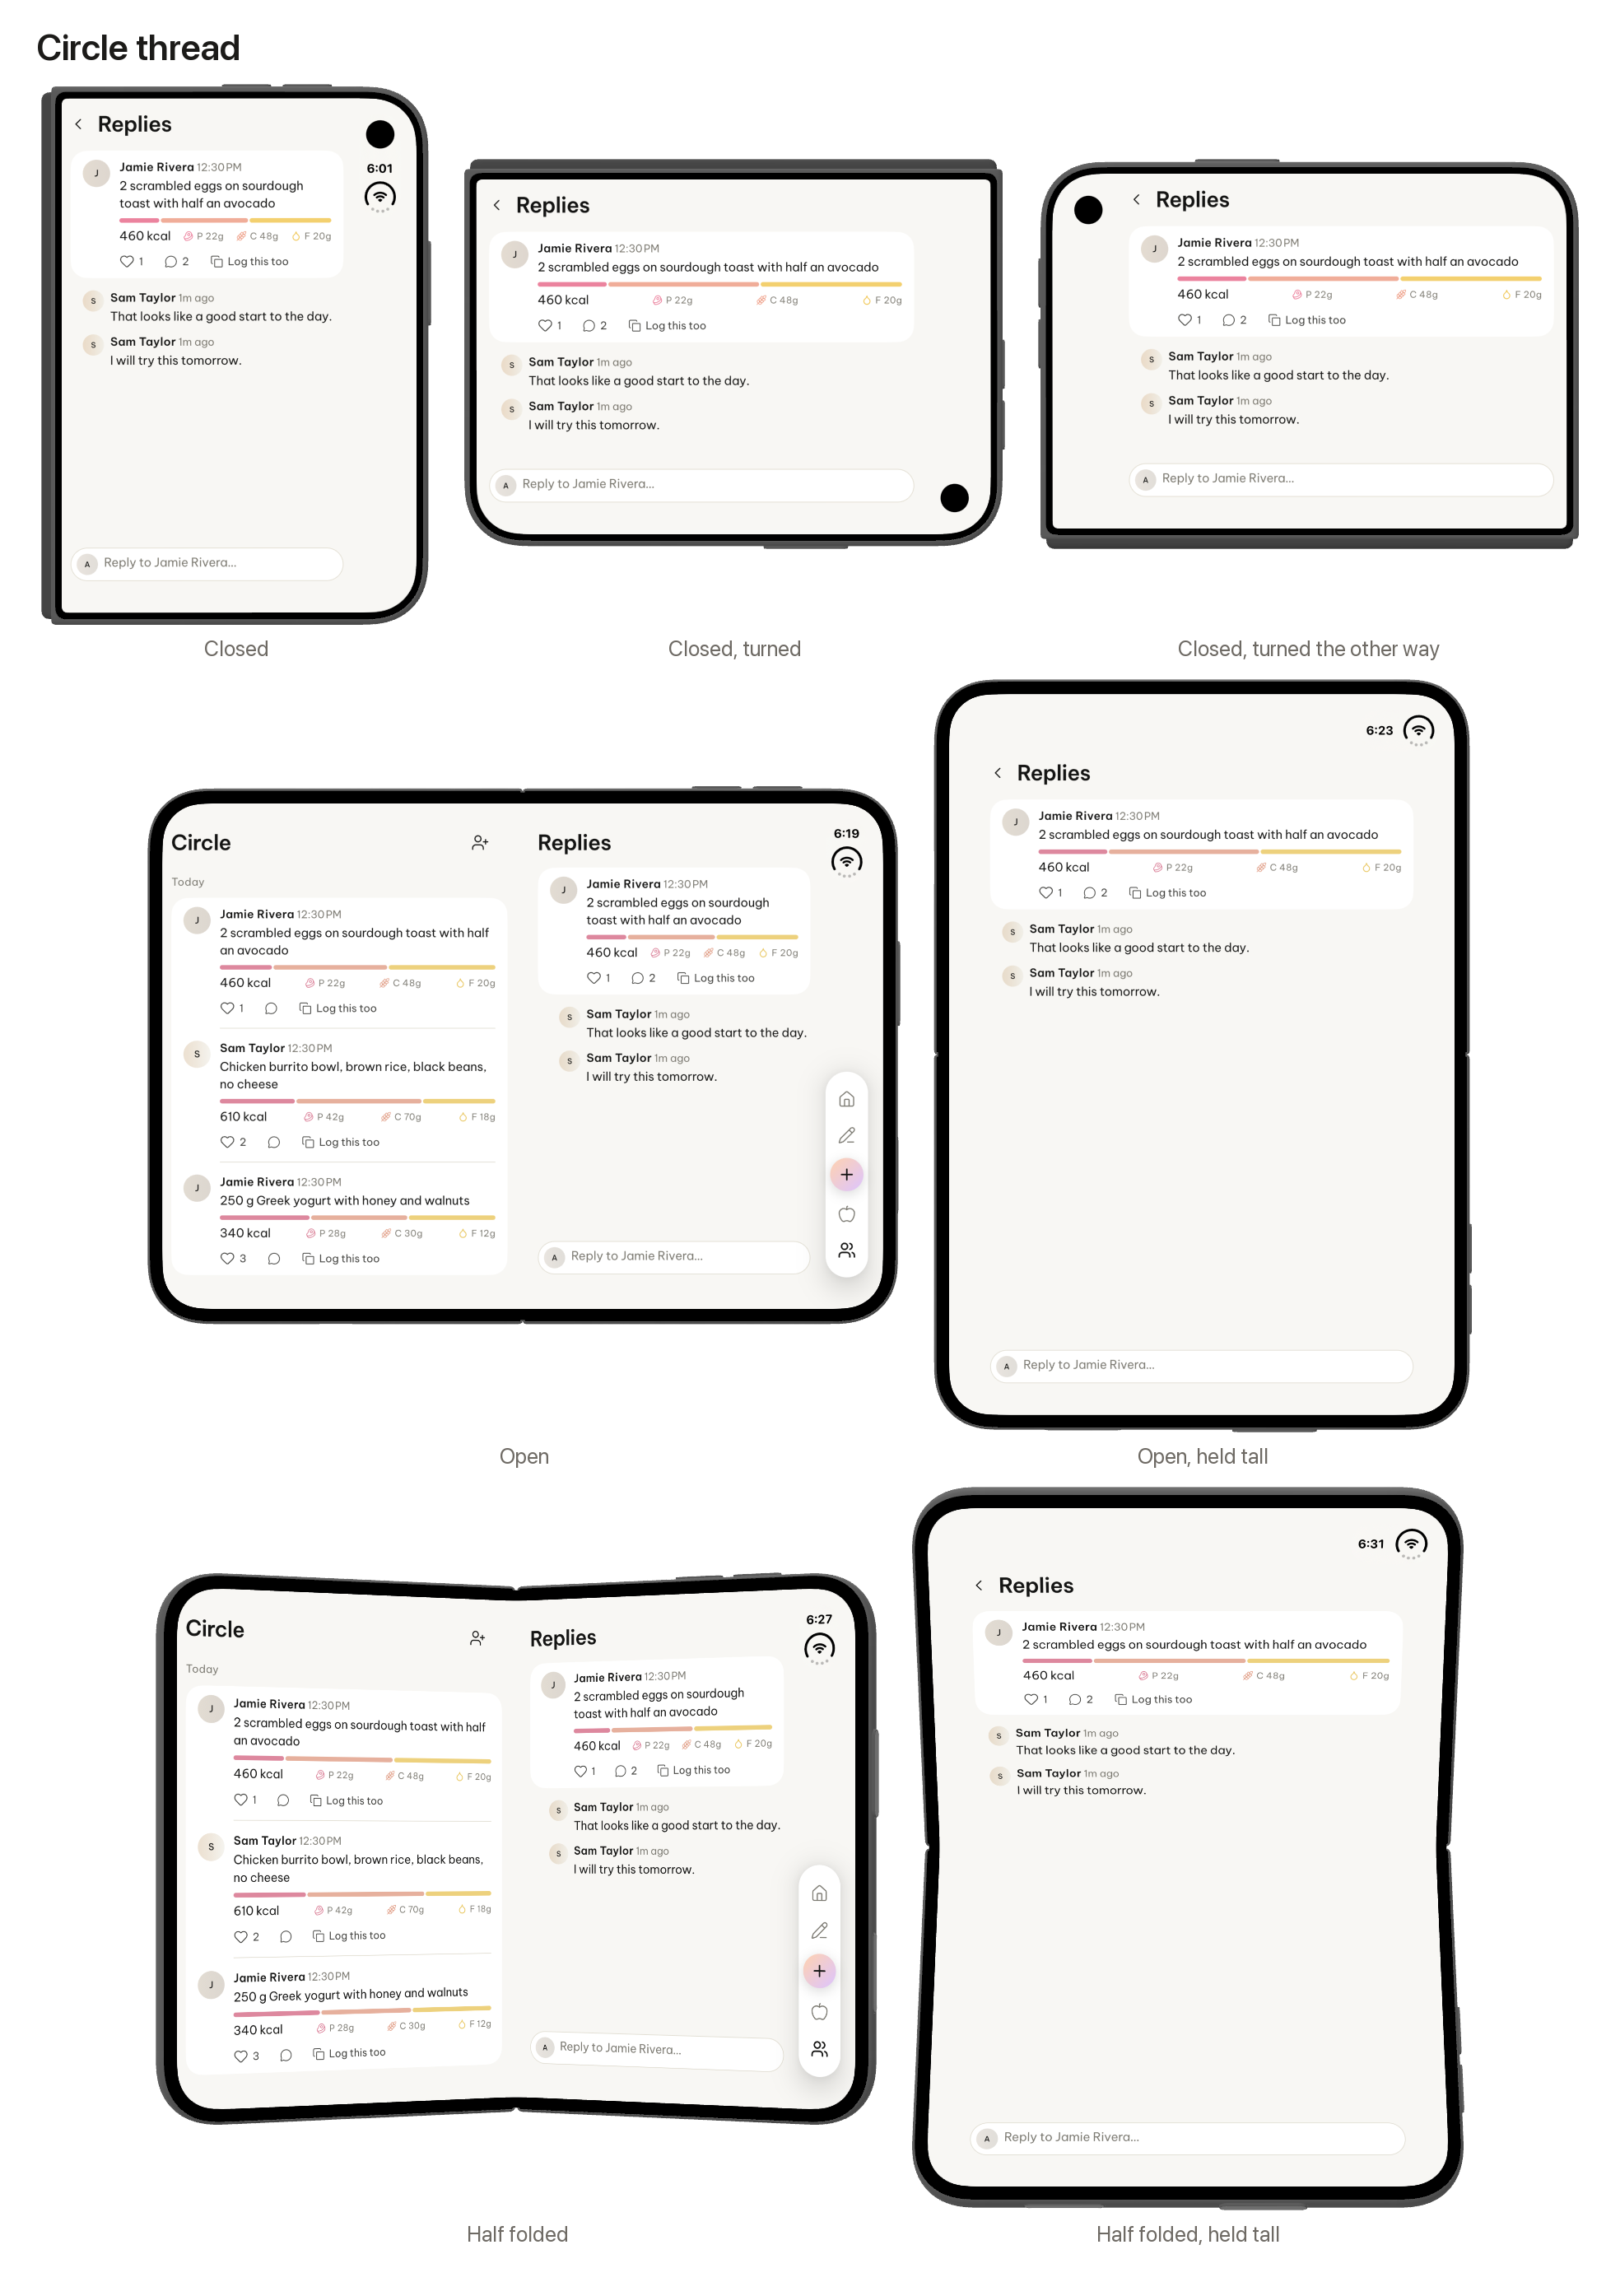 Circle thread
Replies
6:01
Jamie Rivera 12:30 PM
2 scrambled eggs on sourdough
toast with half an avocado
460 kcal P 22g C 48g F 20g
1 2 Log this too
Sam Taylor 1m ago
That looks like a good start to the day.
Sam Taylor 1m ago
I will try this tomorrow.
A Reply to Jamie Rivera...
Closed
Replies
J
Jamie Rivera 12:30 PM
2 scrambled eggs on sourdough toast with half an avocado
460 kcal P 22g C 48g F 20g
1 2 Log this too
S
Sam Taylor 1m ago
That looks like a good start to the day.
S
Sam Taylor 1m ago
I will try this tomorrow.
A Reply to Jamie Rivera...
Closed, turned
Replies
J
Jamie Rivera 12:30 PM
2 scrambled eggs on sourdough toast with half an avocado
460 kcal P 22g C 48g F 20g
1 2 Log this too
S
Sam Taylor 1m ago
That looks like a good start to the day.
S
Sam Taylor 1m ago
I will try this tomorrow.
A Reply to Jamie Rivera...
Closed, turned the other way
Circle
Today
J
Jamie Rivera 12:30 PM
2 scrambled eggs on sourdough toast with half
an avocado
460 kcal P 22g C 48g F 20g
1 Log this too
S
Sam Taylor 12:30 PM
Chicken burrito bowl, brown rice, black beans,
no cheese
610 kcal P 42g C 70g F 18g
2 Log this too
J
Jamie Rivera 12:30 PM
250 g Greek yogurt with honey and walnuts
340 kcal P 28g C 30g F 12g
3 Log this too
Replies
6:19
J
Jamie Rivera 12:30 PM
2 scrambled eggs on sourdough
toast with half an avocado
460 kcal P 22g C 48g F 20g
1 2 Log this too
S
Sam Taylor 1m ago
That looks like a good start to the day.
S
Sam Taylor 1m ago
I will try this tomorrow.
A Reply to Jamie Rivera...
Open
6:23
Replies
J
Jamie Rivera 12:30 PM
2 scrambled eggs on sourdough toast with half an avocado
460 kcal P 22g C 48g F 20g
1 2 Log this too
S
Sam Taylor 1m ago
That looks like a good start to the day.
S
Sam Taylor 1m ago
I will try this tomorrow.
A Reply to Jamie Rivera...
Open, held tall
Circle
Today
J
Jamie Rivera 12:30 PM
2 scrambled eggs on sourdough toast with half
an avocado
460 kcal P 22g C 48g F 20g
1 Log this too
S
Sam Taylor 12:30 PM
Chicken burrito bowl, brown rice, black beans,
no cheese
610 kcal P 42g C 70g F 18g
2 Log this too
J
Jamie Rivera 12:30 PM
250 g Greek yogurt with honey and walnuts
340 kcal P 28g C 30g F 12g
3 Log this too
Replies
6:27
J
Jamie Rivera 12:30 PM
2 scrambled eggs on sourdough
toast with half an avocado
460 kcal P 22g C 48g F 20g
1 2 Log this too
S
Sam Taylor 1m ago
That looks like a good start to the day.
S
Sam Taylor 1m ago
I will try this tomorrow.
A Reply to Jamie Rivera...
Half folded
6:31
Replies
J
Jamie Rivera 12:30 PM
2 scrambled eggs on sourdough toast with half an avocado
460 kcal P 22g C 48g F 20g
1 2 Log this too
S
Sam Taylor 1m ago
That looks like a good start to the day.
S
Sam Taylor 1m ago
I will try this tomorrow.
A Reply to Jamie Rivera...
Half folded, held tall